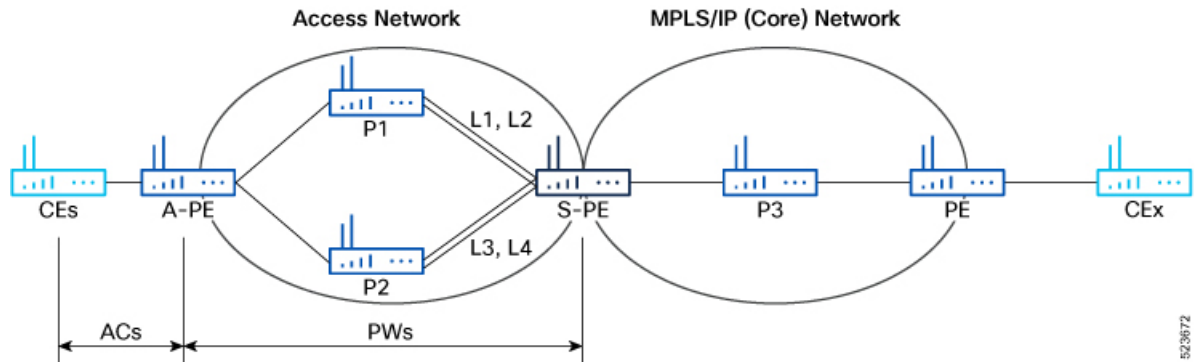 Access Network
MPLS/IP (Core) Network
P1
L1, L2
CEs
A-PE
S-PE
P3
PE
CEx
L3, L4
P2
ACs
PWs
523672